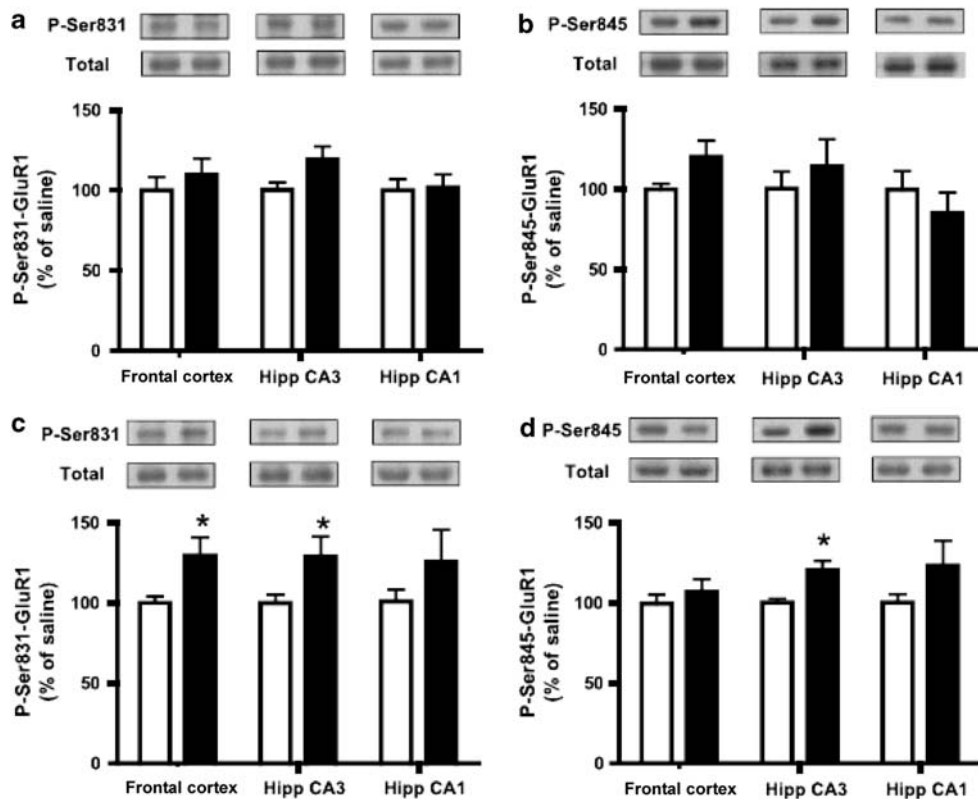 a
P-Ser831
Total
P-Ser831-GluR1
(% of saline)
150
100
50
0
Frontal cortex Hipp CA3 Hipp CA1
b
P-Ser845
Total
P-Ser845-GluR1
(% of saline)
150
100
50
0
Frontal cortex Hipp CA3 Hipp CA1
c
P-Ser831
Total
P-Ser831-GluR1
(% of saline)
150
100
50
0
* *
Frontal cortex Hipp CA3 Hipp CA1
d
P-Ser845
Total
P-Ser845-GluR1
(% of saline)
150
100
50
0
*
Frontal cortex Hipp CA3 Hipp CA1